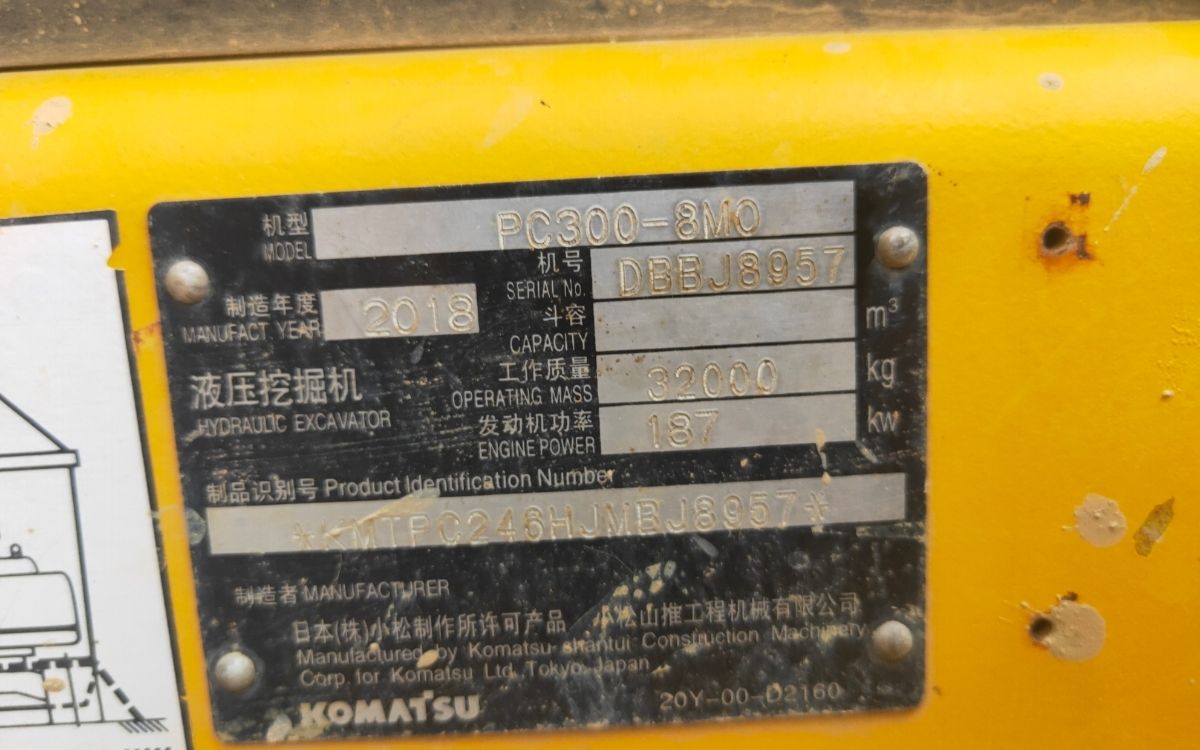 机型 PC300-8M0
MODEL
机号 DBBJ8957
SERIAL No.
制造年度 2018
MANUFACT YEAR
斗容 m³
CAPACITY
液压挖掘机
HYDRAULIC EXCAVATOR
工作质量 32000 kg
OPERATING MASS
发动机功率 187 kw
ENGINE POWER
制品识别号 Product Identification Number
*KMTPC246HJMBJ8957*
制造者 MANUFACTURER
日本(株)小松制作所许可产品 小松山推工程机械有限公司
Manufactured by Komatsu shantui Construction Machinery
Corp. for Komatsu Ltd. Tokyo Japan
KOMATSU 20Y-00-D2160